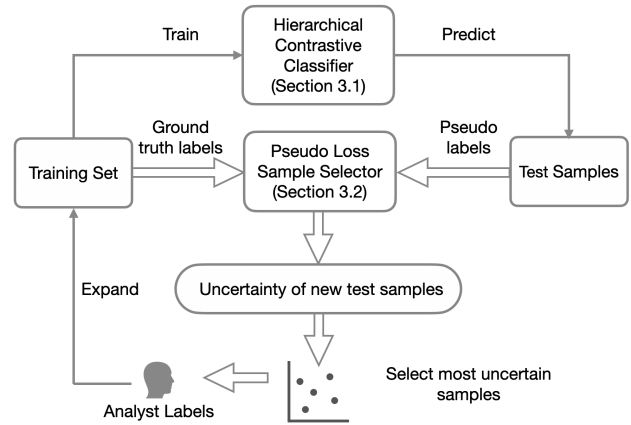 Train
Hierarchical
Contrastive
Classifier
(Section 3.1)
Predict
Ground
truth labels
Pseudo
labels
Training Set
Pseudo Loss
Sample Selector
(Section 3.2)
Test Samples
Expand
Uncertainty of new test samples
Select most uncertain
samples
Analyst Labels